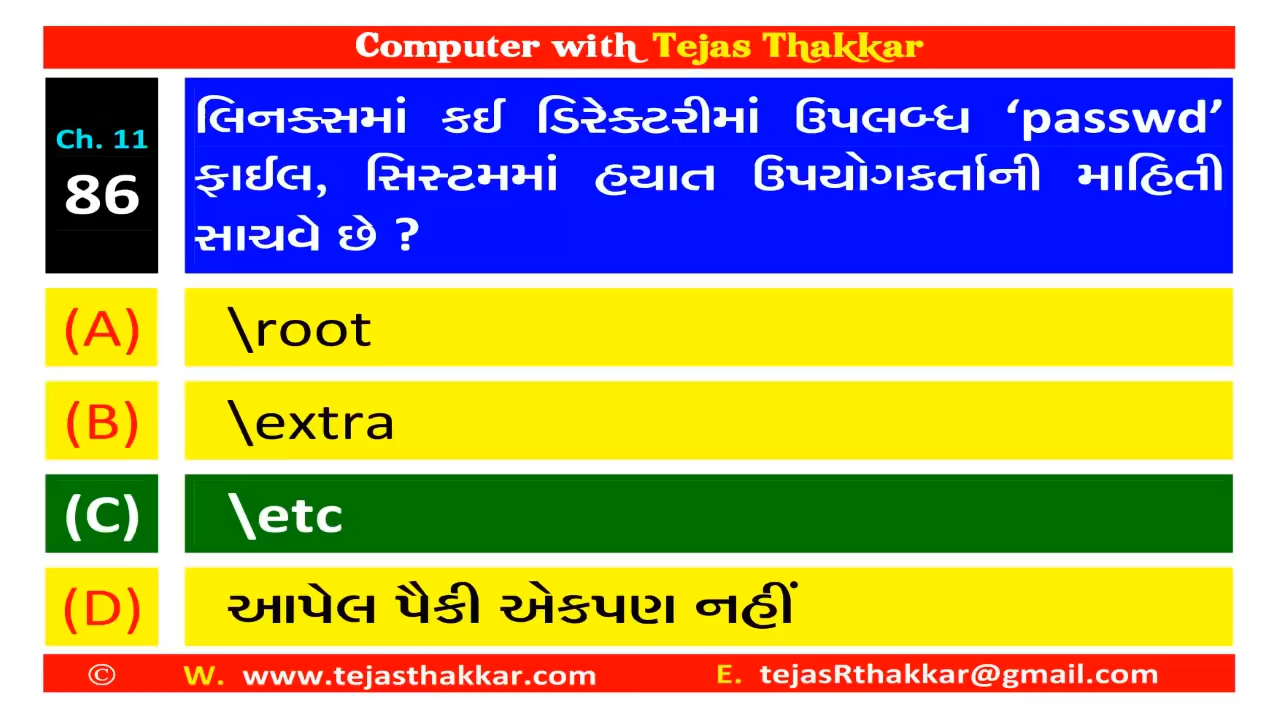 Computer with Tejas Thakkar
Ch. 11
86
લિનક્સમાં કઈ ડિરેક્ટરીમાં ઉપલબ્ધ ‘passwd’
ફાઈલ, સિસ્ટમમાં હયાત ઉપયોગકર્તાની માહિતી
સાચવે છે ?
(A) \root
(B) \extra
(C) \etc
(D) આપેલ પૈકી એકપણ નહીં
© W. www.tejasthakkar.com E. tejasRthakkar@gmail.com